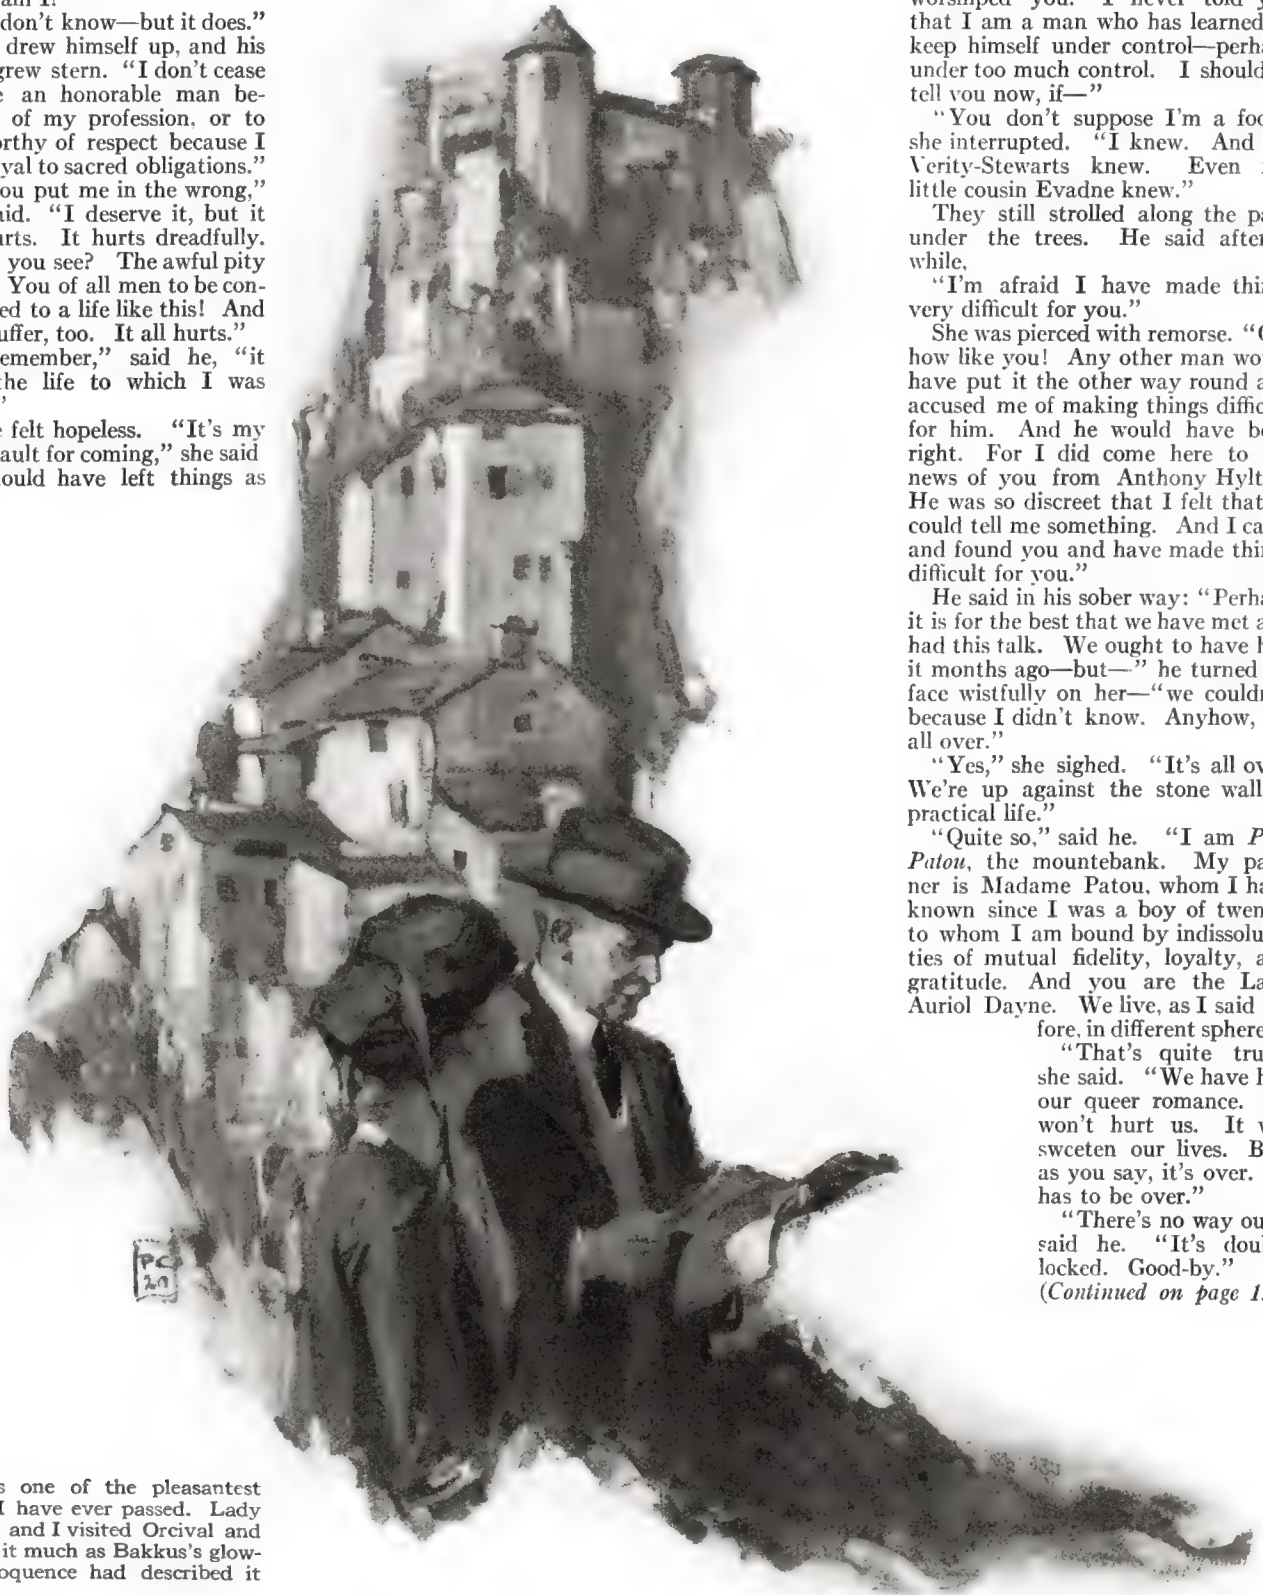 don't know—but it does."
drew himself up, and his
grew stern. "I don't cease
an honorable man be-
of my profession, or to
rthy of respect because I
yal to sacred obligations."
ou put me in the wrong,"
aid. "I deserve it, but it
rts. It hurts dreadfully.
you see? The awful pity
You of all men to be con-
ed to a life like this! And
uffer, too. It all hurts."
emember," said he, "it
the life to which I was
felt hopeless. "It's my
ault for coming," she said
ould have left things as
s one of the pleasantest
I have ever passed. Lady
and I visited Orcival and
it much as Bakkus's glow-
oquence had described it
PC
20
worshiped you. I never told y
that I am a man who has learned
keep himself under control—perha
under too much control. I should
tell you now, if—"
"You don't suppose I'm a foo
she interrupted. "I knew. And
Verity-Stewarts knew. Even
little cousin Evadne knew."
They still strolled along the pa
under the trees. He said after
while,
"I'm afraid I have made thi
very difficult for you."
She was pierced with remorse. "O
how like you! Any other man wo
have put it the other way round a
accused me of making things diffic
for him. And he would have be
right. For I did come here to
news of you from Anthony Hylt
He was so discreet that I felt that
could tell me something. And I ca
and found you and have made thi
difficult for you."
He said in his sober way: "Perha
it is for the best that we have met a
had this talk. We ought to have h
it months ago—but—" he turned
face wistfully on her—"we couldn
because I didn't know. Anyhow,
all over."
"Yes," she sighed. "It's all ov
We're up against the stone wall
practical life."
"Quite so," said he. "I am P
Patou, the mountebank. My pa
ner is Madame Patou, whom I ha
known since I was a boy of twen
to whom I am bound by indissolu
ties of mutual fidelity, loyalty, a
gratitude. And you are the La
Auriol Dayne. We live, as I said
fore, in different sphere
"That's quite tru
she said. "We have h
our queer romance.
won't hurt us. It w
sweeten our lives. B
as you say, it's over.
has to be over."
"There's no way ou
said he. "It's dou
locked. Good-by."
(Continued on page 1